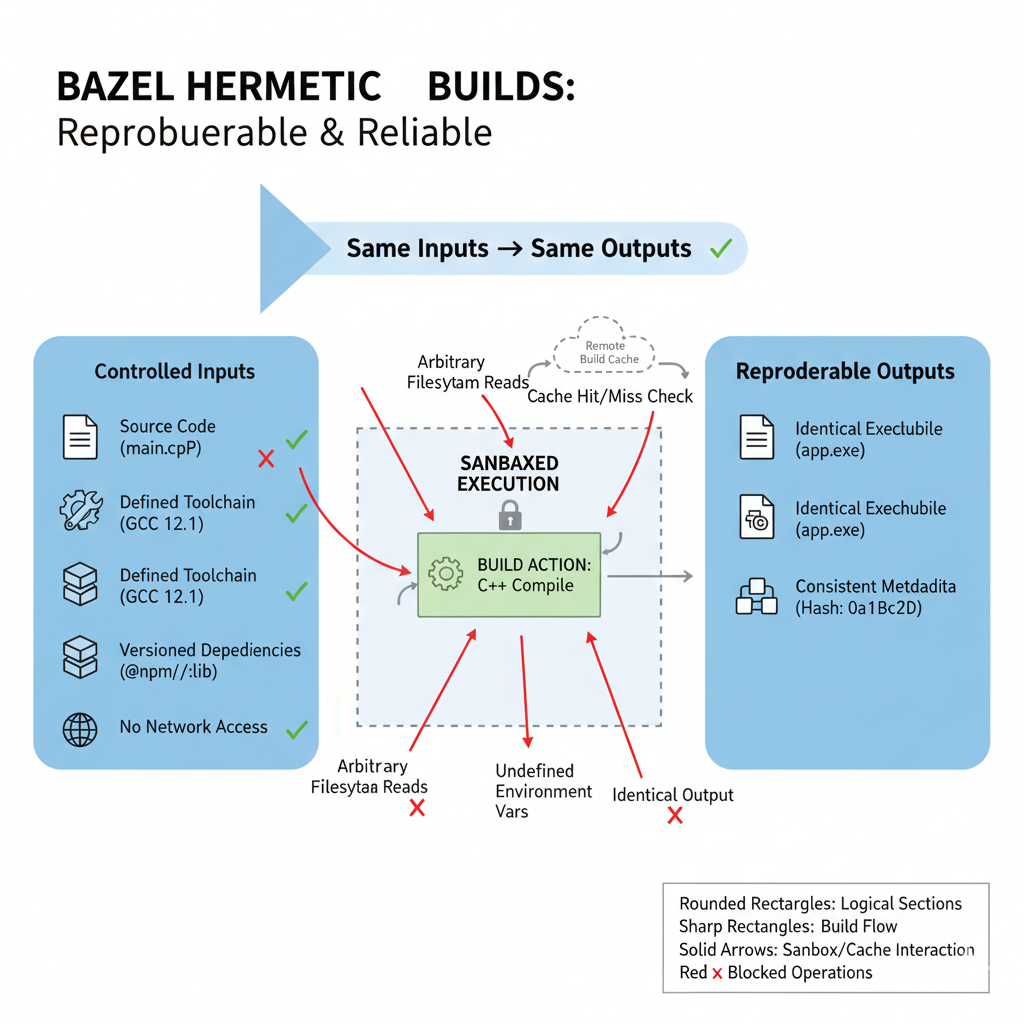 BAZEL HERMETIC BUILDS:
Reprobuerable & Reliable
Same Inputs → Same Outputs ✓
Controlled Inputs
Source Code
(main.cpP)
Defined Toolchain
(GCC 12.1)
Defined Toolchain
(GCC 12.1)
Versioned Depediencies
(@npm//:lib)
No Network Access
Arbitrary
Filesytam Reads
Remote
Build Cache
Cache Hit/Miss Check
SANBAXED
EXECUTION
BUILD ACTION:
C++ Compile
Arbitrary
Filesytaa Reads
Undefined
Environment
Vars
Identical Output
Reproderable Outputs
Identical Exectubile
(app.exe)
Identical Exechubile
(app.exe)
Consistent Metdadita
(Hash: 0a1Bc2D)
Rounded Rectargles: Logical Sections
Sharp Rectangles: Build Flow
Solid Arrows: Sanbox/Cache Interaction
Red x Blocked Operations